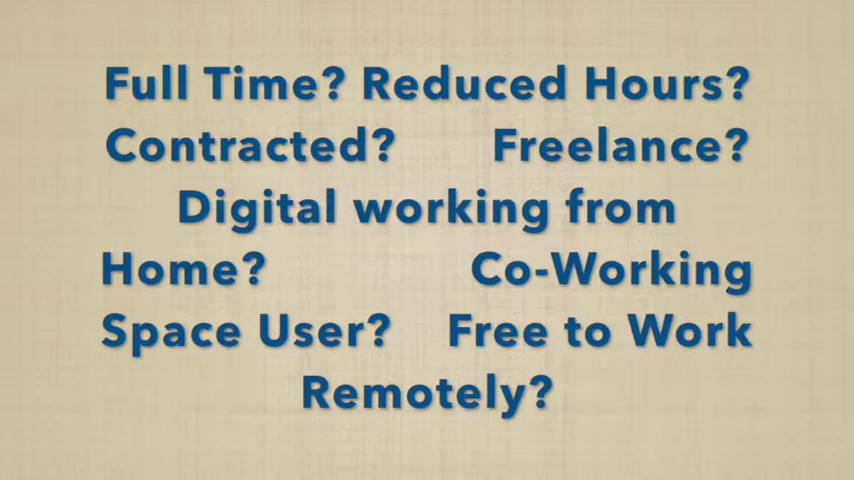 Full Time? Reduced Hours?
Contracted? Freelance?
Digital working from
Home? Co-Working
Space User? Free to Work
Remotely?